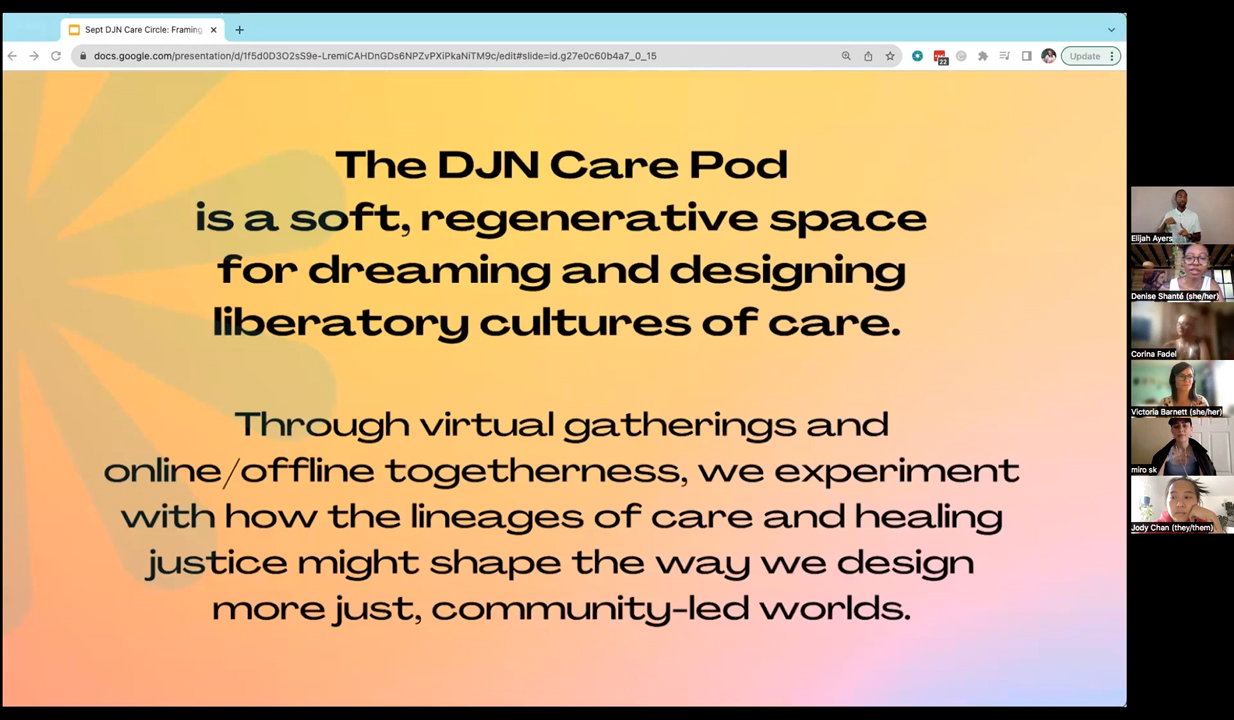 Sept DJN Care Circle: Framing
docs.google.com/presentation/d/1f5d0D3O2sS9e-LremiCAHDnGDs6NPZvPXiPkaNiTM9c/edit#slide=id.g27e0c60b4a7_0_15
22
Update
The DJN Care Pod
is a soft, regenerative space
for dreaming and designing
liberatory cultures of care.
Through virtual gatherings and
online/offline togetherness, we experiment
with how the lineages of care and healing
justice might shape the way we design
more just, community-led worlds.
Elijah Ayers
Denise Shanté (she/her)
Corina Fadel
Victoria Barnett (she/her)
miro sk
Jody Chan (they/them)